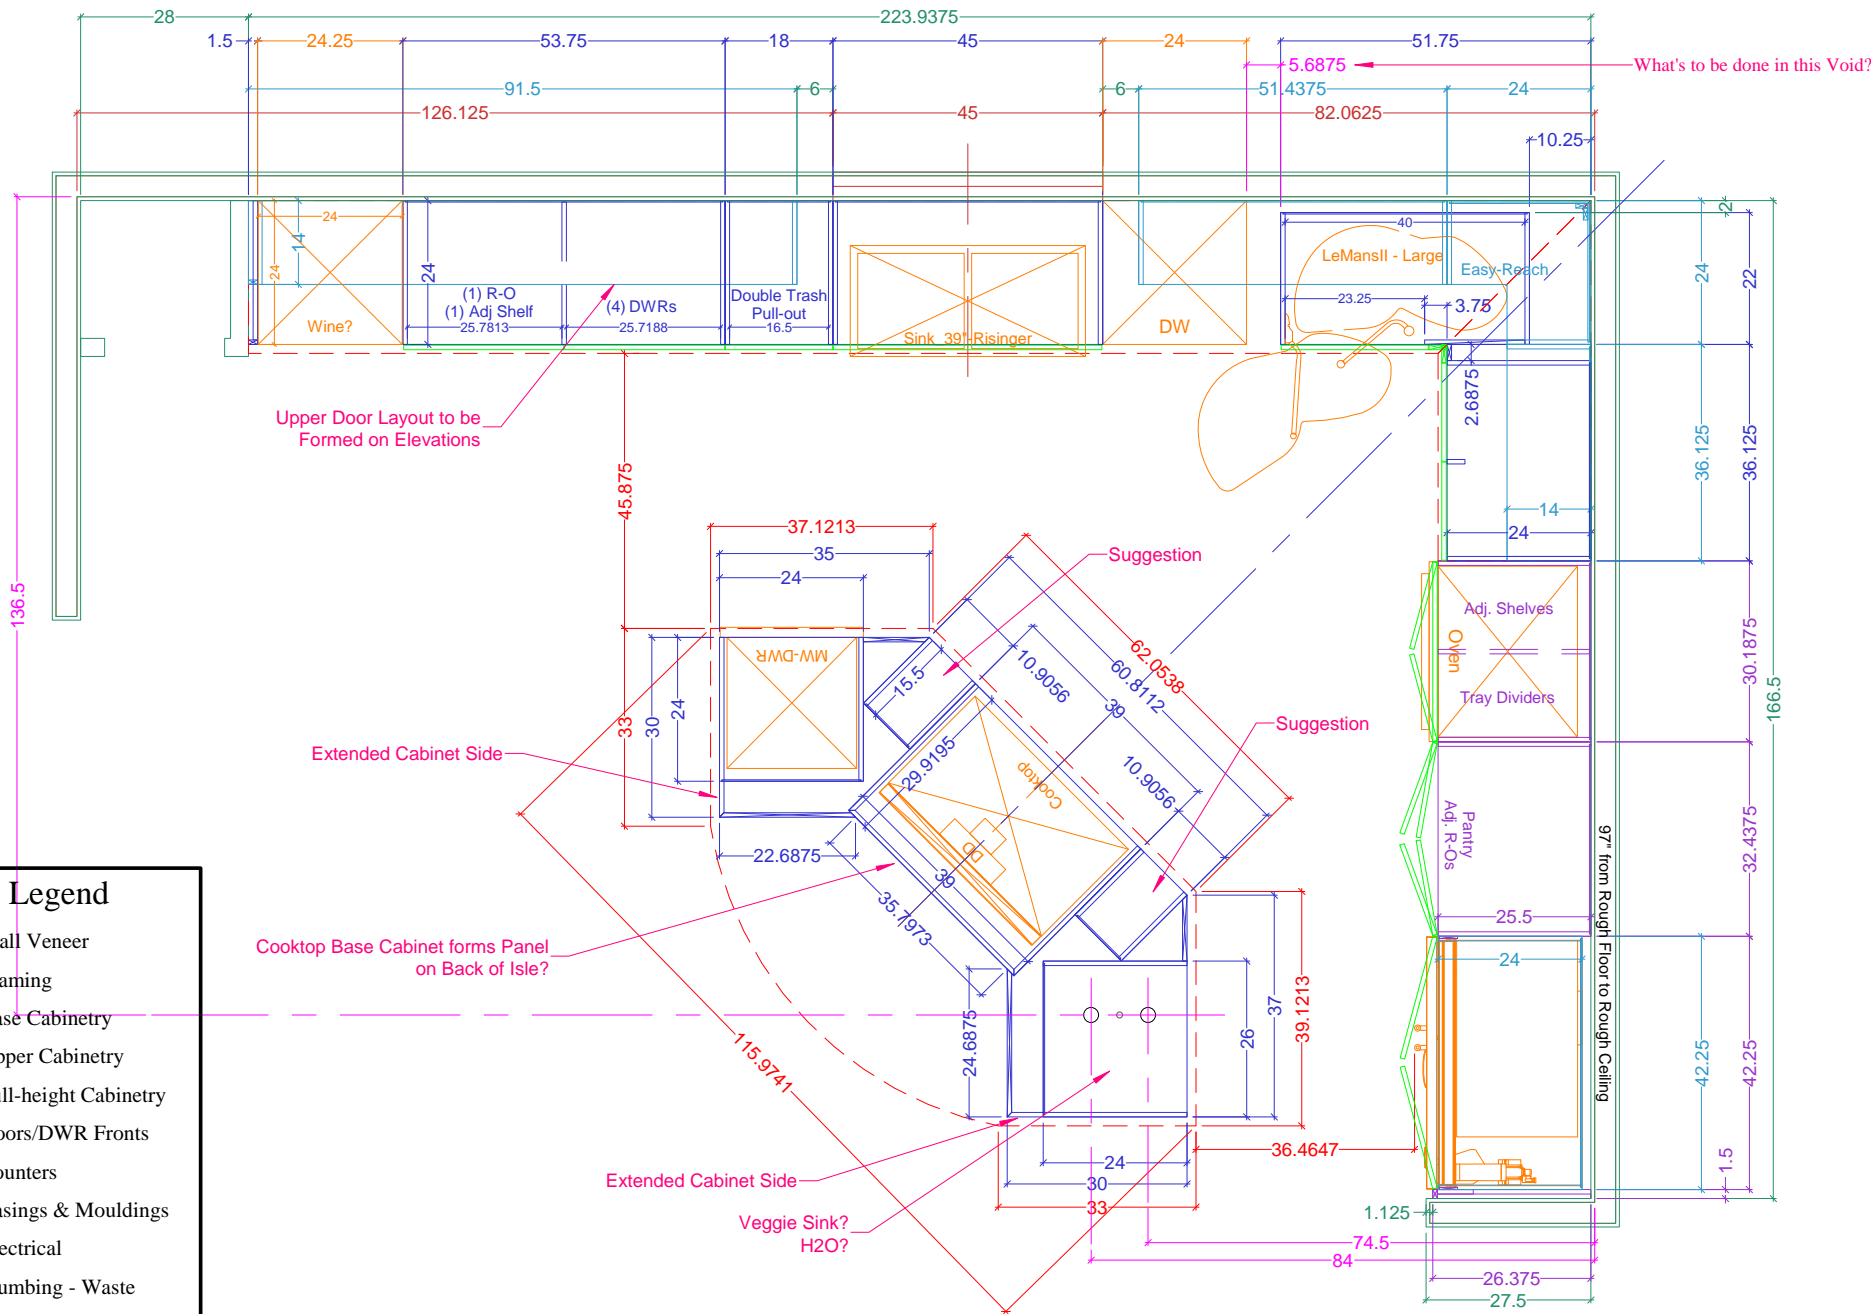 28
223.9375
1.5
24.25
53.75
18
45
24
51.75
5.6875
What's to be done in this Void?
91.5
6
6
51.4375
24
126.125
45
82.0625
10.25
2
24
14
24
24
Wine?
(1) R-O
(1) Adj Shelf
25.7813
(4) DWRs
25.7188
Double Trash
Pull-out
16.5
Sink 39"-Risinger
DW
40
LeMansII - Large
Easy-Reach
23.25
3.75
24
22
2.6875
Upper Door Layout to be
Formed on Elevations
45.875
36.125
36.125
14
24
136.5
37.1213
35
24
Suggestion
MW-DWR
15.5
10.9056
62.0538
60.8112
39
33
30
24
Extended Cabinet Side
29.9195
Cooktop
10.9056
Suggestion
Adj. Shelves
Oven
Tray Dividers
30.1875
166.5
22.6875
DD
39
35.7973
Pantry
Adj. R-Os
32.4375
25.5
97" from Rough Floor to Rough Ceiling
Cooktop Base Cabinet forms Panel
on Back of Isle?
24
24.6875
26
37
39.1213
42.25
42.25
115.9741
36.4647
1.5
Extended Cabinet Side
24
30
33
Veggie Sink?
H2O?
1.125
74.5
84
26.375
27.5
Legend
all Veneer
aming
ase Cabinetry
pper Cabinetry
ull-height Cabinetry
oors/DWR Fronts
ounters
asings & Mouldings
lectrical
lumbing - Waste